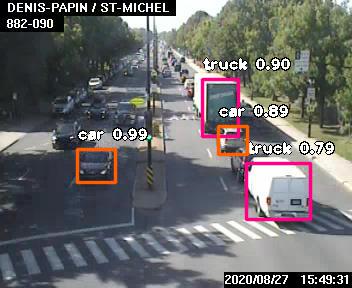 DENIS-PAPIN / ST-MICHEL
882-090
truck 0.90
car 0.89
car 0.99
truck 0.79
2020/08/27 15:49:31